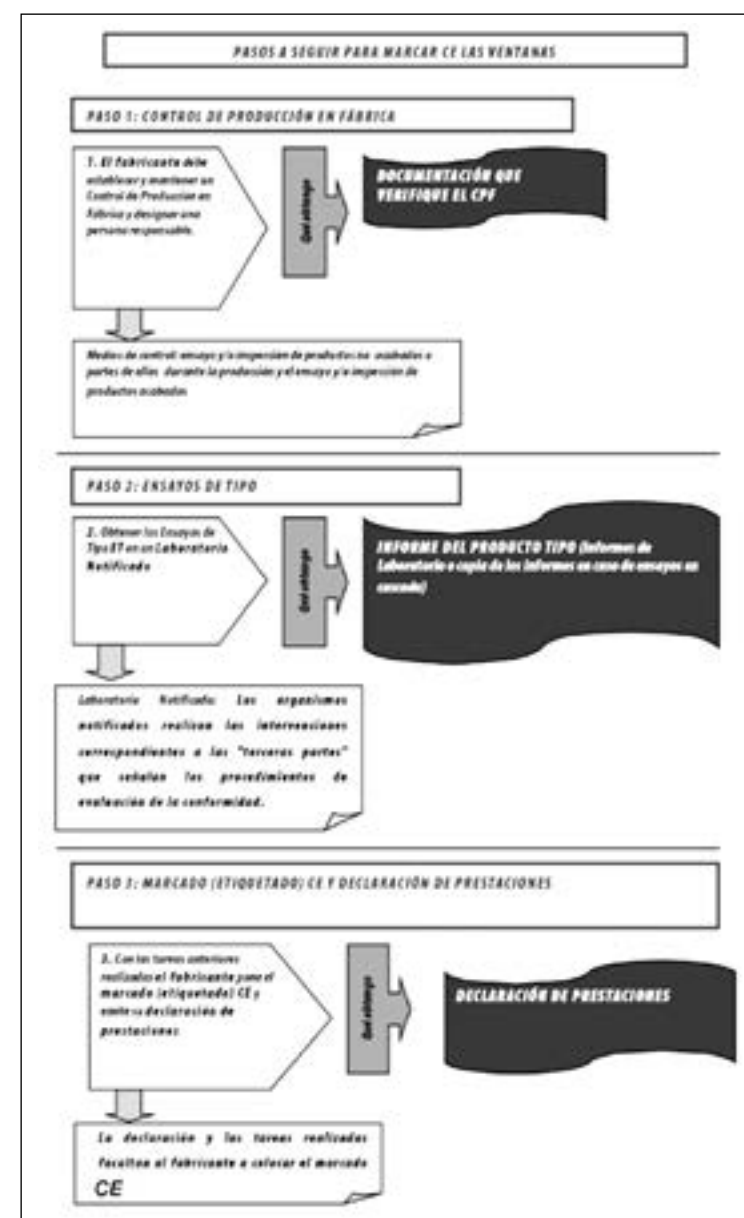 PASOS A SEGUIR PARA MARCAR CE LAS VENTANAS
PASO 1: CONTROL DE PRODUCCIÓN EN FÁBRICA
1. El fabricante debe
establecer y mantener un
Control de Producción en
Fábrica y designar una
persona responsable.
Qué obtengo
DOCUMENTACIÓN QUE
VERIFIQUE EL CPF
Medios de control: ensayo y/o inspección de productos no acabados o
partes de ellos durante la producción y el ensayo y/o inspección de
productos acabados
PASO 2: ENSAYOS DE TIPO
2. Obtener los Ensayos de
Tipo ET en un Laboratorio
Notificado
Qué obtengo
INFORME DEL PRODUCTO TIPO (Informes de
Laboratorio o copia de los informes en caso de ensayos en
cascada)
Laboratorio Notificado: Los organismos
notificados realizan las intervenciones
correspondientes a las "terceras partes"
que señalan los procedimientos de
evaluación de la conformidad.
PASO 3: MARCADO (ETIQUETADO) CE Y DECLARACIÓN DE PRESTACIONES
3. Con las tareas anteriores
realizadas el fabricante pone el
marcado (etiquetado) CE y
emite su declaración de
prestaciones
Qué obtengo
DECLARACIÓN DE PRESTACIONES
La declaración y las tareas realizadas
facultan al fabricante a colocar el marcado
CE